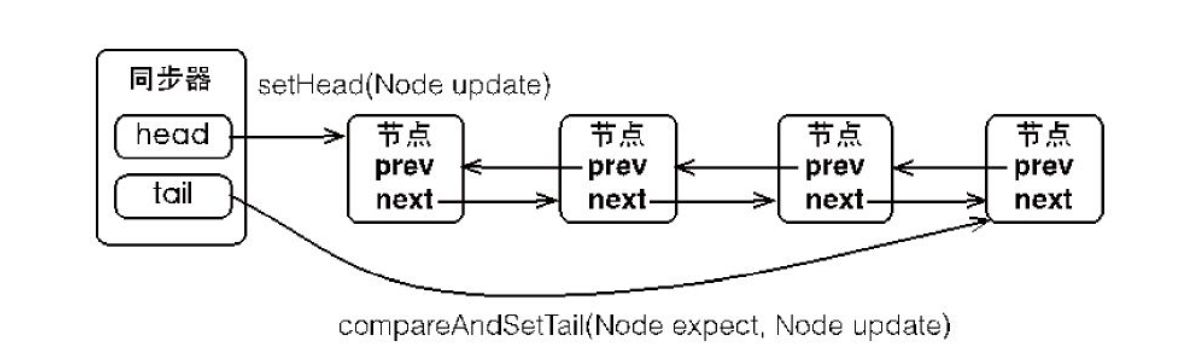 同步器
head
tail
setHead(Node update)
节点
prev
next
节点
prev
next
节点
prev
next
节点
prev
next
compareAndSetTail(Node expect, Node update)